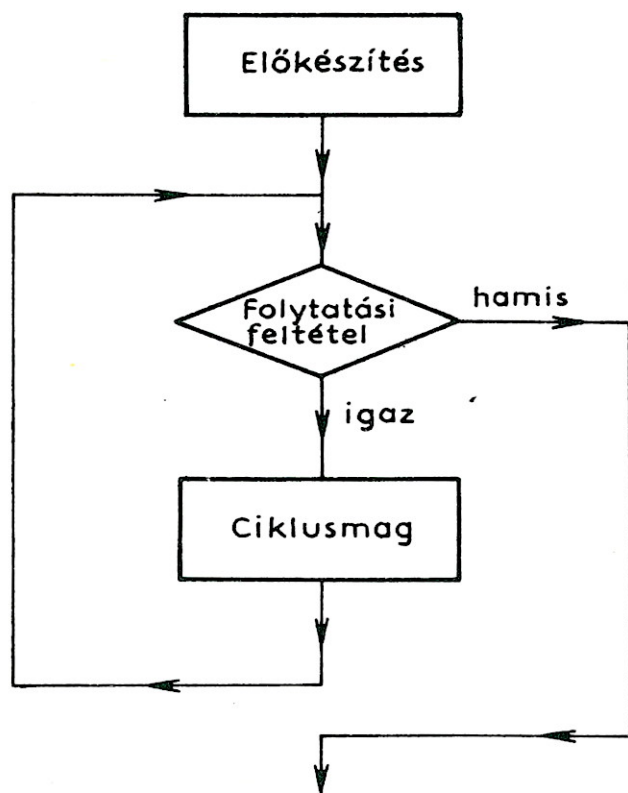 Előkészítés
Folytatási
feltétel
hamis
igaz
Ciklusmag